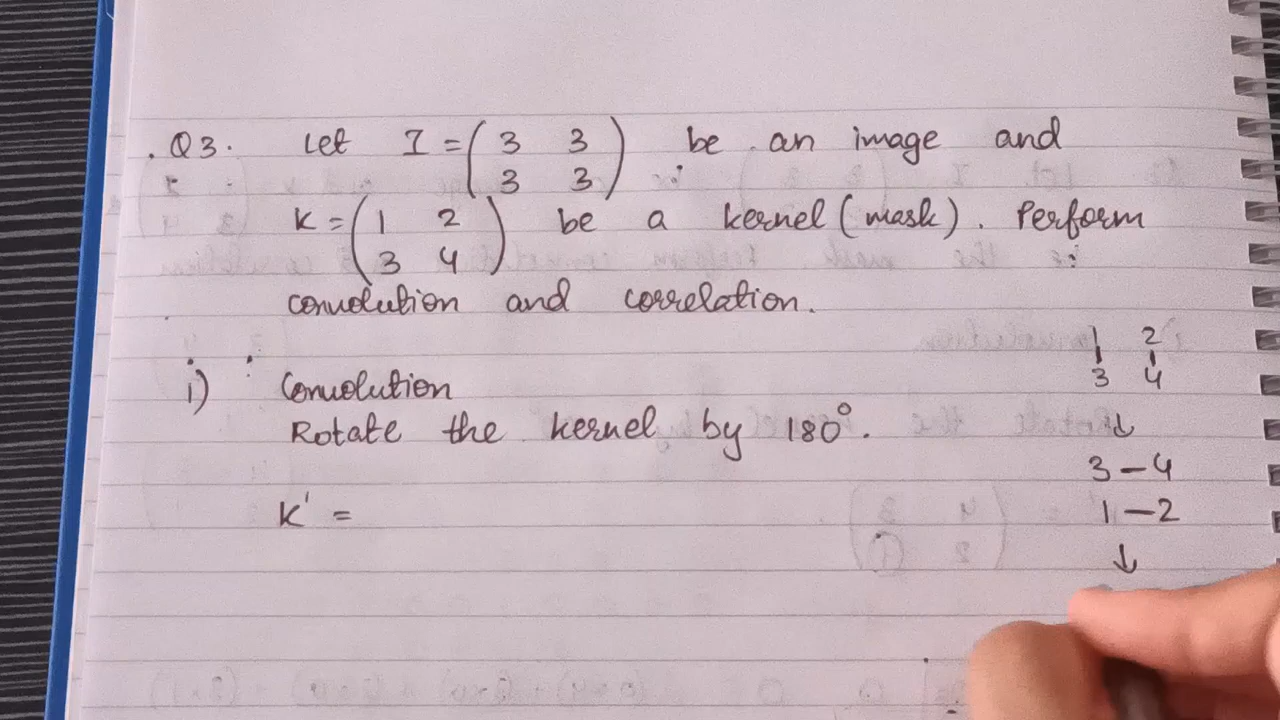 . Q3. Let I = ( 3 3 ) be an image and
( 3 3 )
K = ( 1 2 ) be a kernel (mask). Perform
( 3 4 )
convolution and correlation.
1 2
3 4
i) Convolution
Rotate the kernel by 180°. ↓
3 – 4
K' = 1 – 2
↓